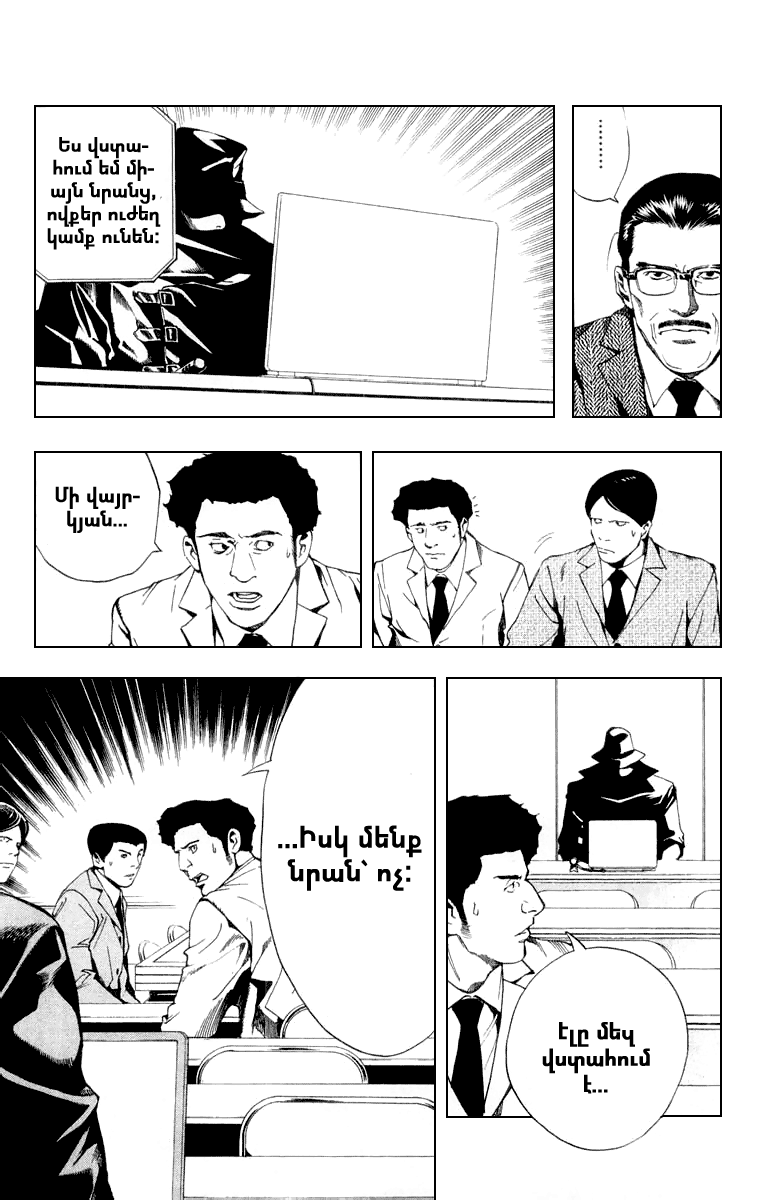 .........
Ես վստա-
հում եմ մի-
այն նրանց,
ովքեր ուժեղ
կամք ունեն:
Մի վայր-
կյան...
Էլը մեզ
վստահում
է...
...Իսկ մենք
նրան՝ ոչ: